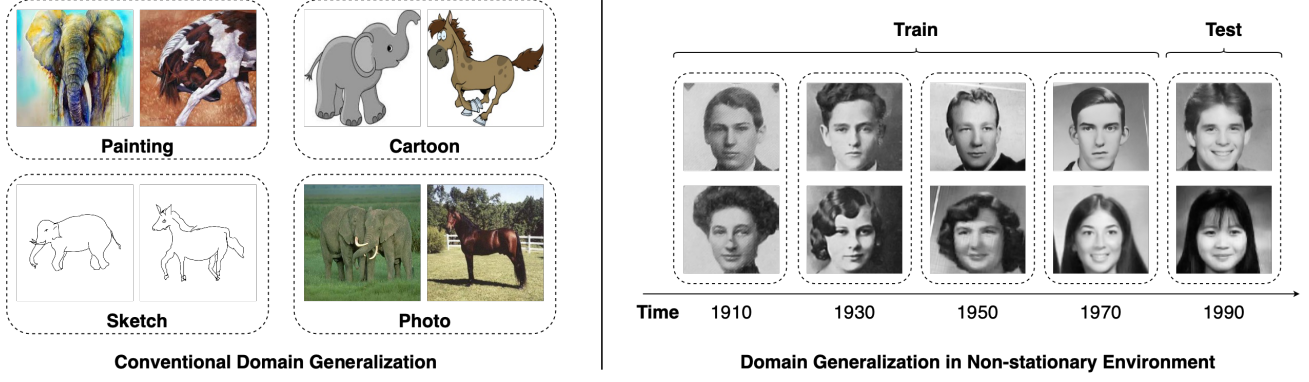 Painting
Cartoon
Sketch
Photo
Conventional Domain Generalization
Train
Test
Time
1910
1930
1950
1970
1990
Domain Generalization in Non-stationary Environment